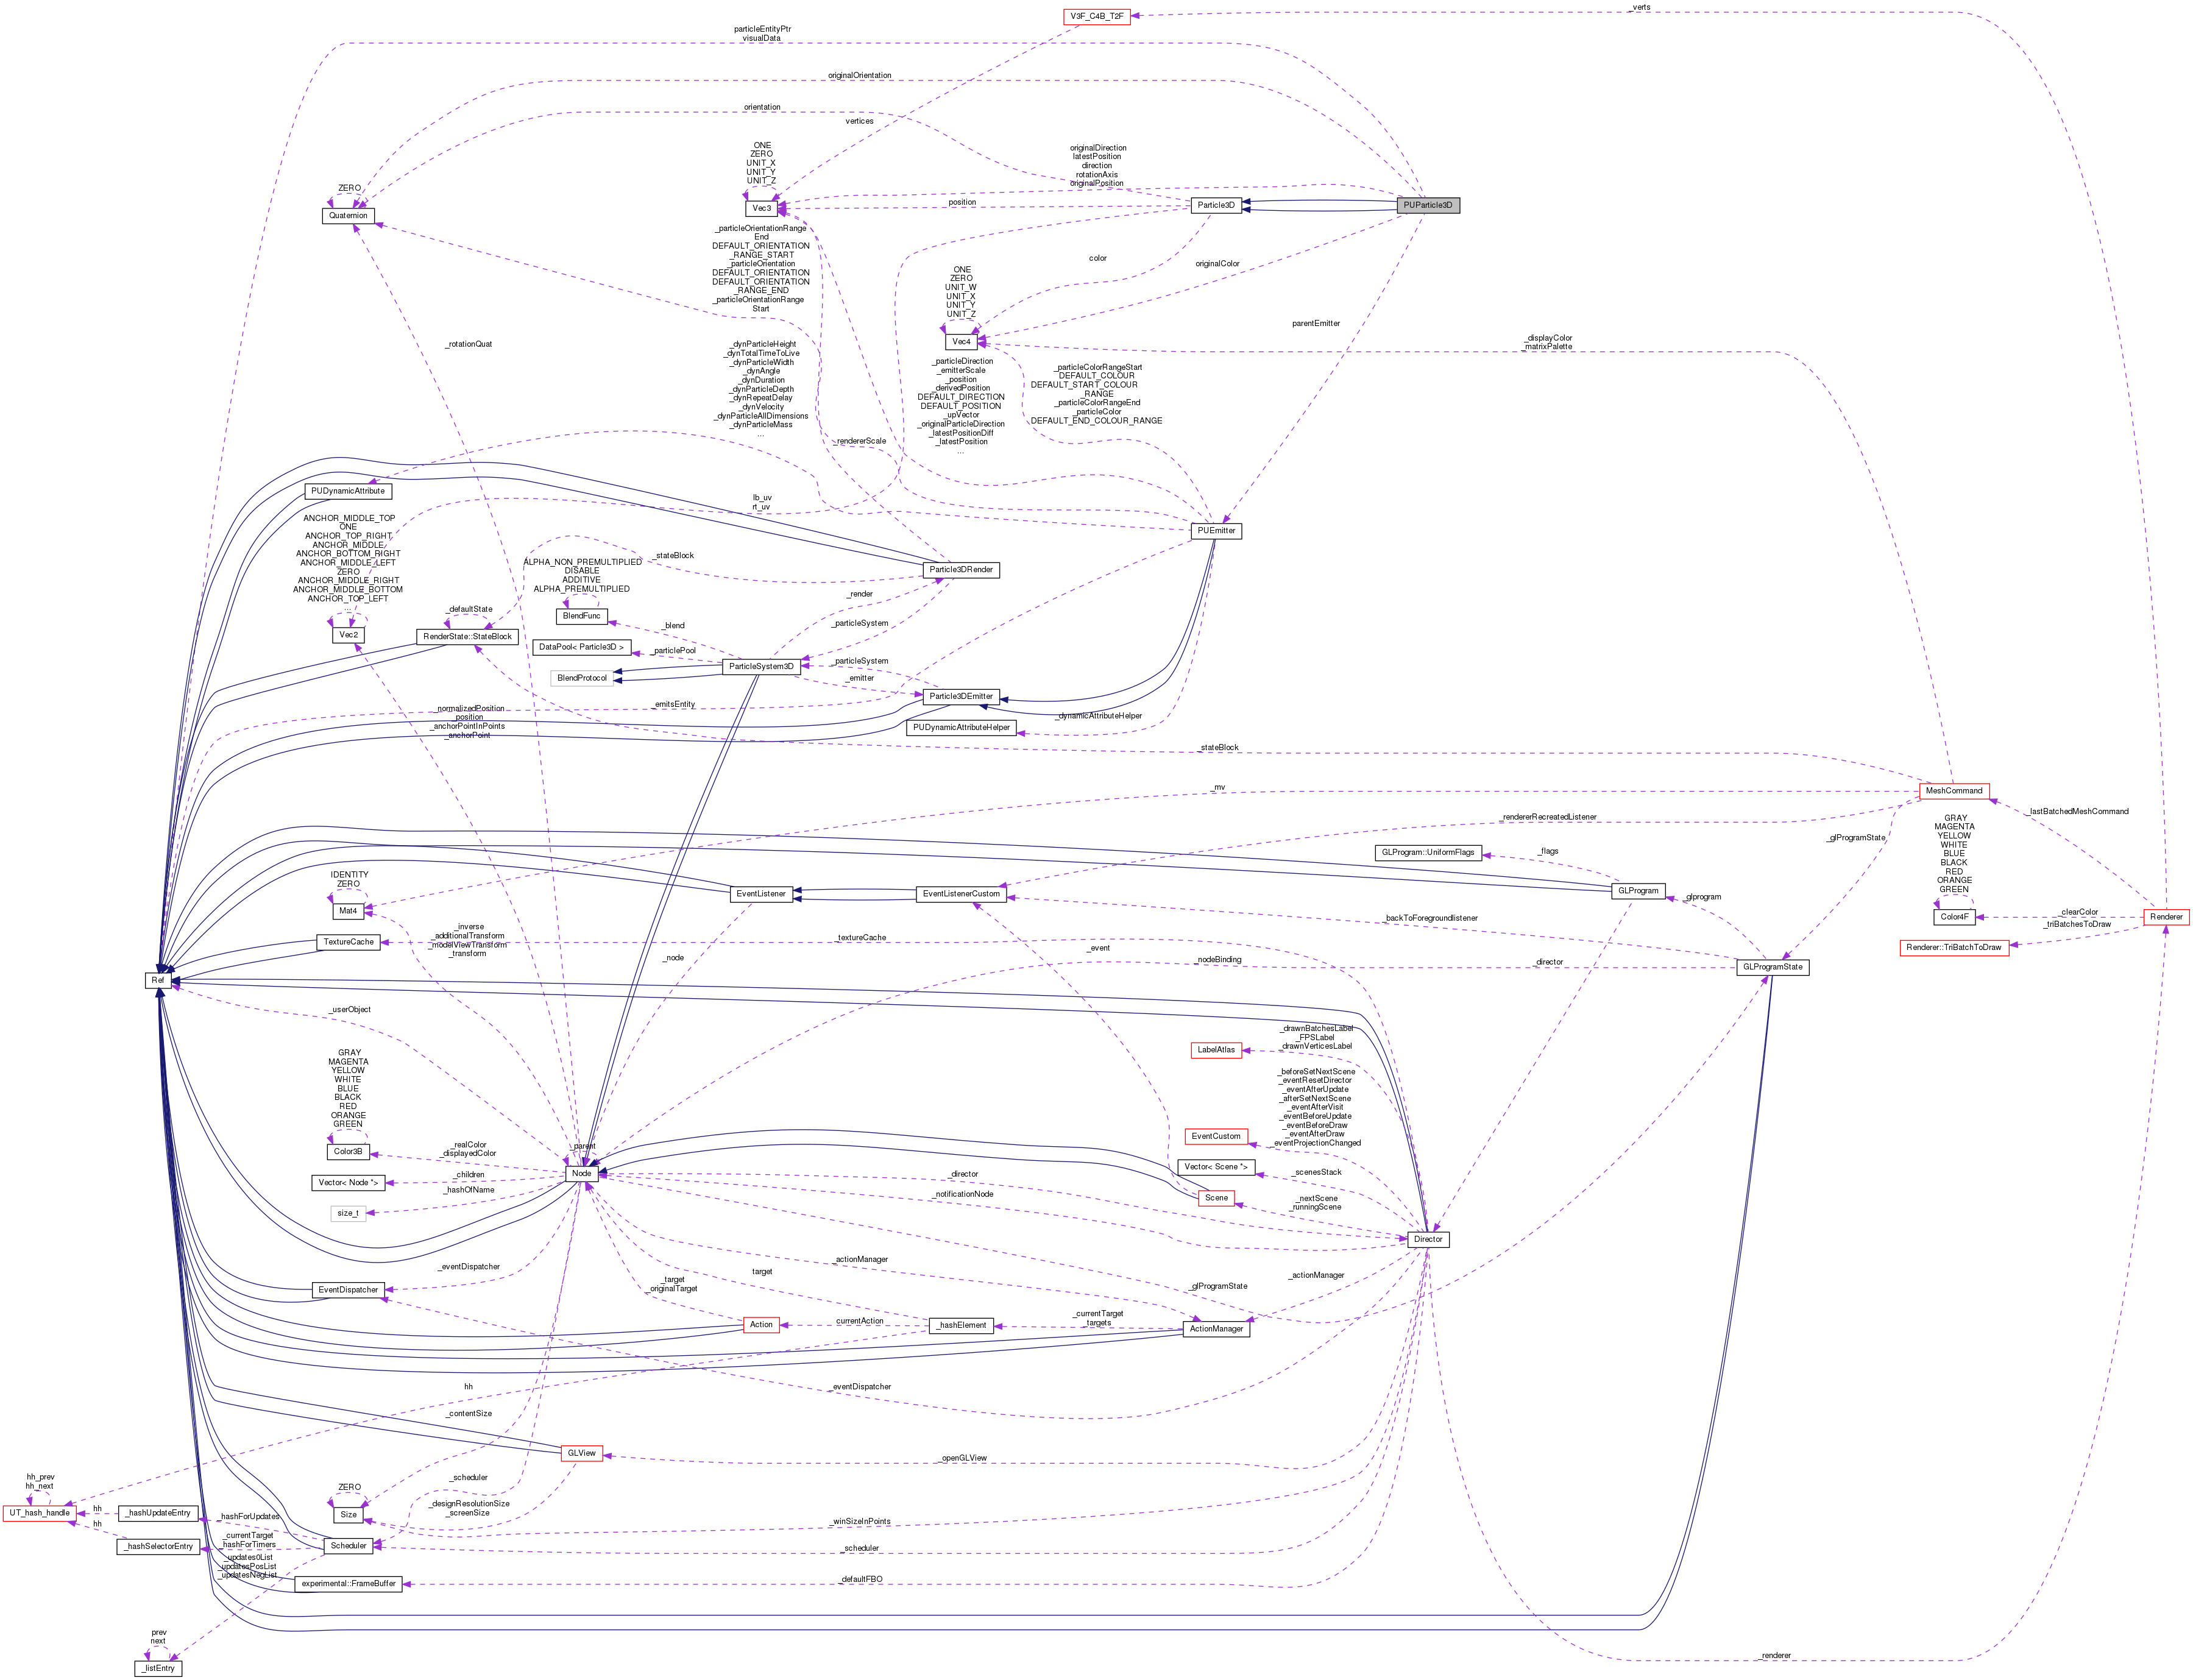 _verts
V3F_C4B_T2F
particleEntityPtr
visualData
originalOrientation
orientation
vertices
ONE
ZERO
UNIT_X
UNIT_Y
UNIT_Z
originalDirection
latestPosition
direction
rotationAxis
originalPosition
ZERO
Quaternion
Vec3
position
Particle3D
PUParticle3D
_particleOrientationRange
End
DEFAULT_ORIENTATION
_RANGE_START
_particleOrientation
DEFAULT_ORIENTATION
DEFAULT_ORIENTATION
_RANGE_END
_particleOrientationRange
Start
color
originalColor
ONE
ZERO
UNIT_W
UNIT_X
UNIT_Y
UNIT_Z
Vec4
parentEmitter
_displayColor
_matrixPalette
_rotationQuat
_dynParticleHeight
_dynTotalTimeToLive
_dynParticleWidth
_dynAngle
_dynDuration
_dynParticleDepth
_dynRepeatDelay
_dynVelocity
_dynParticleAllDimensions
_dynParticleMass
...
_particleDirection
_emitterScale
_position
_derivedPosition
DEFAULT_DIRECTION
DEFAULT_POSITION
_upVector
_originalParticleDirection
_latestPositionDiff
_latestPosition
...
_particleColorRangeStart
DEFAULT_COLOUR
DEFAULT_START_COLOUR
_RANGE
_particleColorRangeEnd
_particleColor
DEFAULT_END_COLOUR_RANGE
_rendererScale
PUDynamicAttribute
lb_uv
rt_uv
PUEmitter
ANCHOR_MIDDLE_TOP
ONE
ANCHOR_TOP_RIGHT
ANCHOR_MIDDLE
ANCHOR_BOTTOM_RIGHT
ANCHOR_MIDDLE_LEFT
ZERO
ANCHOR_MIDDLE_RIGHT
ANCHOR_MIDDLE_BOTTOM
ANCHOR_TOP_LEFT
...
Vec2
_stateBlock
ALPHA_NON_PREMULTIPLIED
DISABLE
ADDITIVE
ALPHA_PREMULTIPLIED
Particle3DRender
_defaultState
RenderState::StateBlock
BlendFunc
_render
_blend
_particleSystem
DataPool< Particle3D >
_particlePool
ParticleSystem3D
BlendProtocol
_particleSystem
_emitter
Particle3DEmitter
_emitsEntity
_normalizedPosition
_position
_anchorPointInPoints
_anchorPoint
_dynamicAttributeHelper
PUDynamicAttributeHelper
_stateBlock
_mv
MeshCommand
_rendererRecreatedListener
_lastBatchedMeshCommand
_glProgramState
GRAY
MAGENTA
YELLOW
WHITE
BLUE
BLACK
RED
ORANGE
GREEN
Color4F
GLProgram::UniformFlags
_flags
IDENTITY
ZERO
Mat4
EventListener
EventListenerCustom
GLProgram
_glprogram
_clearColor
Renderer
_triBatchesToDraw
Renderer::TriBatchToDraw
_backToForegroundlistener
_inverse
_additionalTransform
_modelViewTransform
_transform
TextureCache
_textureCache
_node
_event
_nodeBinding
_director
GLProgramState
Ref
_userObject
_drawnBatchesLabel
_FPSLabel
_drawnVerticesLabel
LabelAtlas
GRAY
MAGENTA
YELLOW
WHITE
BLUE
BLACK
RED
ORANGE
GREEN
Color3B
_beforeSetNextScene
_eventResetDirector
_eventAfterUpdate
_afterSetNextScene
_eventAfterVisit
_eventBeforeUpdate
_eventBeforeDraw
_eventAfterDraw
_eventProjectionChanged
EventCustom
_realColor
_displayedColor
_parent
Node
Vector< Node *>
_children
_hashOfName
size_t
Vector< Scene *>
_scenesStack
_director
_notificationNode
Scene
_nextScene
_runningScene
Director
_eventDispatcher
EventDispatcher
_actionManager
_actionManager
_target
_originalTarget
target
_glProgramState
Action
currentAction
_hashElement
_currentTarget
_targets
ActionManager
hh
_eventDispatcher
_contentSize
GLView
_openGLView
hh_prev
hh_next
UT_hash_handle
hh
_hashUpdateEntry
_hashForUpdates
ZERO
Size
_scheduler
_designResolutionSize
_screenSize
_winSizeInPoints
hh
_hashSelectorEntry
_currentTarget
_hashForTimers
Scheduler
_scheduler
_updates0List
_updatesPosList
_updatesNegList
experimental::FrameBuffer
_defaultFBO
prev
next
_listEntry
_renderer